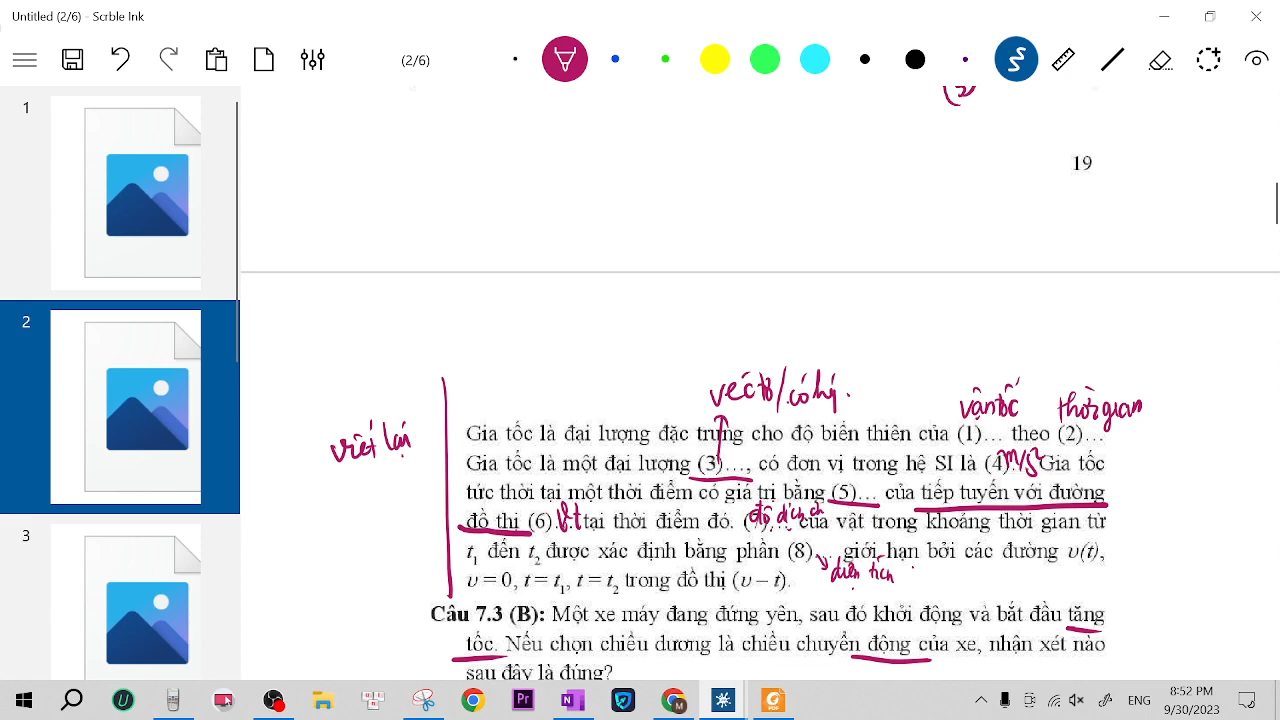 Untitled (2/6) - Scrble Ink
(2/6)
1
2
3
(3)
19
véc tơ/có hg.
vận tốc thời gian
viết lại
Gia tốc là đại lượng đặc trưng cho độ biến thiên của (1)... theo (2)...
Gia tốc là một đại lượng (3)..., có đơn vị trong hệ SI là (4) m/s² Gia tốc
tức thời tại một thời điểm có giá trị bằng (5)... của tiếp tuyến với đường
đồ thị (6)... tại thời điểm đó. (7)... của vật trong khoảng thời gian từ
v,t độ dịch ch
t₁ đến t₂ được xác định bằng phần (8)... giới hạn bởi các đường υ(t),
diện tích
υ = 0, t = t₁, t = t₂ trong đồ thị (υ – t).
Câu 7.3 (B): Một xe máy đang đứng yên, sau đó khởi động và bắt đầu tăng
tốc. Nếu chọn chiều dương là chiều chuyển động của xe, nhận xét nào
sau đây là đúng?
ENG
8:52 PM
9/30/2023